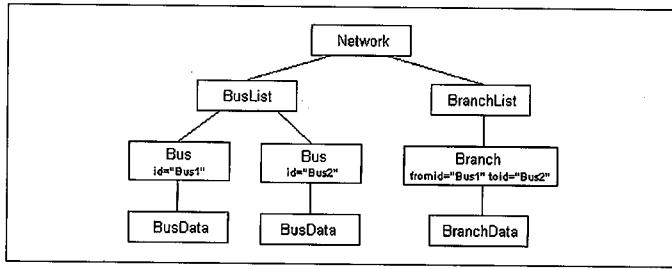 Network
BusList
BranchList
Bus
id="Bus1"
Bus
id="Bus2"
Branch
fromid="Bus1" toid="Bus2"
BusData
BusData
BranchData